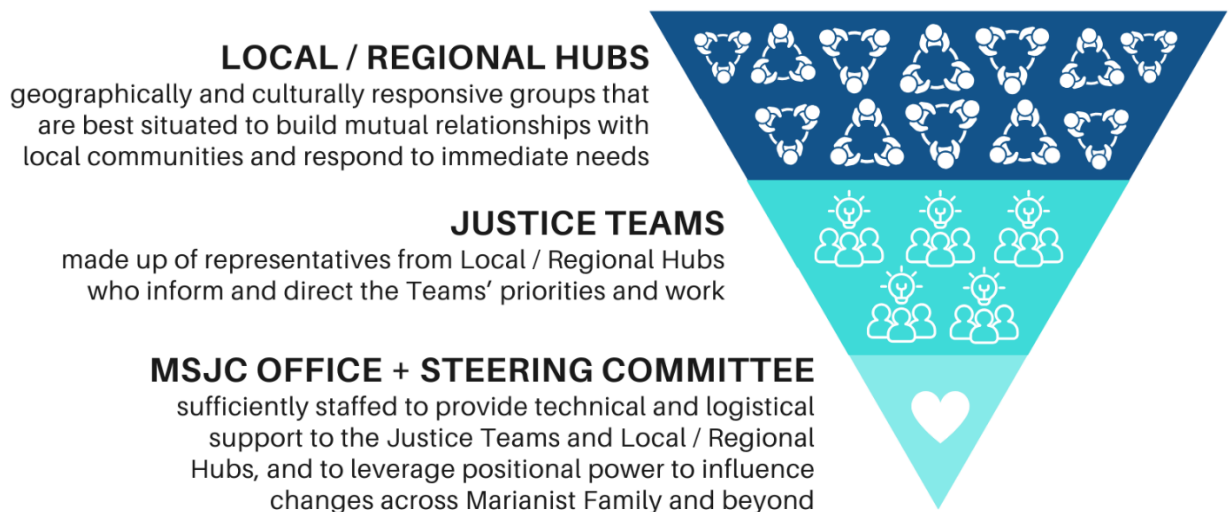 LOCAL / REGIONAL HUBS
geographically and culturally responsive groups that
are best situated to build mutual relationships with
local communities and respond to immediate needs
JUSTICE TEAMS
made up of representatives from Local / Regional Hubs
who inform and direct the Teams’ priorities and work
MSJC OFFICE + STEERING COMMITTEE
sufficiently staffed to provide technical and logistical
support to the Justice Teams and Local / Regional
Hubs, and to leverage positional power to influence
changes across Marianist Family and beyond